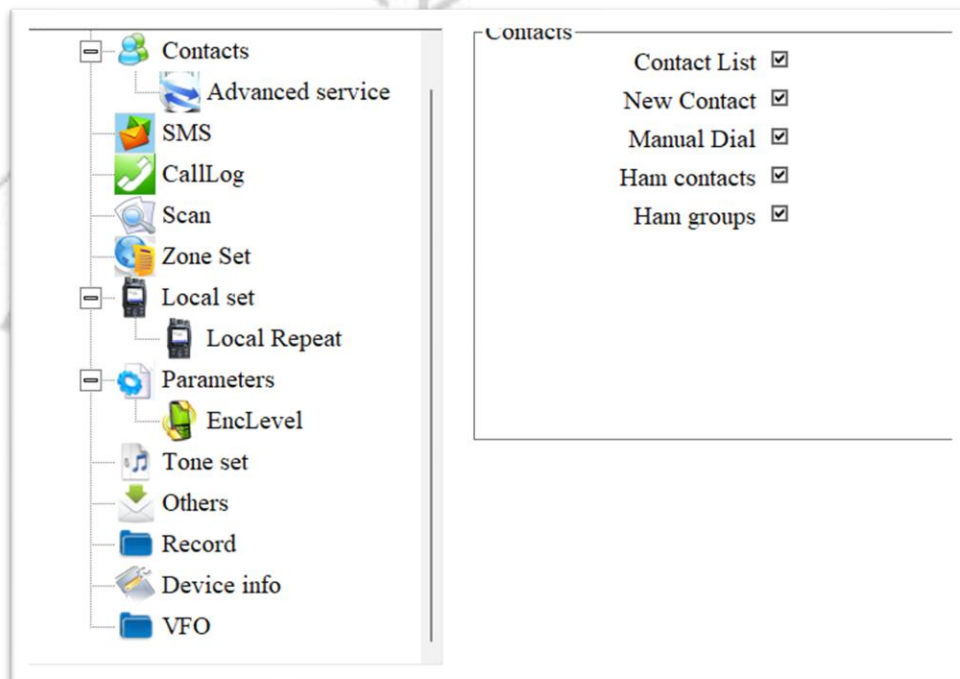 Contacts
Advanced service
SMS
CallLog
Scan
Zone Set
Local set
Local Repeat
Parameters
EncLevel
Tone set
Others
Record
Device info
VFO
Contacts
Contact List
New Contact
Manual Dial
Ham contacts
Ham groups